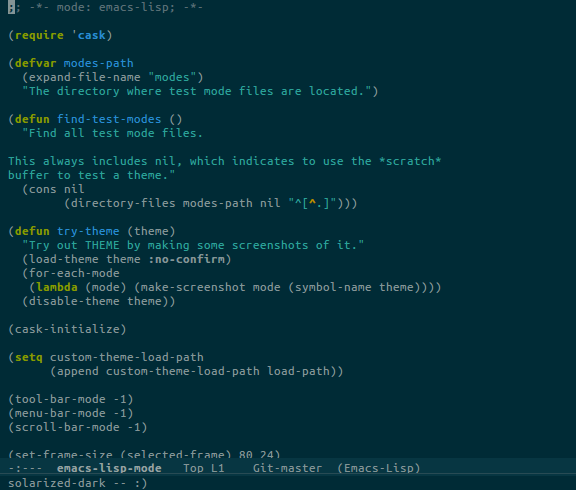 ;; -*- mode: emacs-lisp; -*-

(require 'cask)

(defvar modes-path
  (expand-file-name "modes")
  "The directory where test mode files are located.")

(defun find-test-modes ()
  "Find all test mode files.

This always includes nil, which indicates to use the *scratch*
buffer to test a theme."
  (cons nil
        (directory-files modes-path nil "^[^.]")))

(defun try-theme (theme)
  "Try out THEME by making some screenshots of it."
  (load-theme theme :no-confirm)
  (for-each-mode
   (lambda (mode) (make-screenshot mode (symbol-name theme))))
  (disable-theme theme))

(cask-initialize)

(setq custom-theme-load-path
      (append custom-theme-load-path load-path))

(tool-bar-mode -1)
(menu-bar-mode -1)
(scroll-bar-mode -1)

(set-frame-size (selected-frame) 80 24)
-:---  emacs-lisp-mode   Top L1    Git-master  (Emacs-Lisp)
solarized-dark -- :)